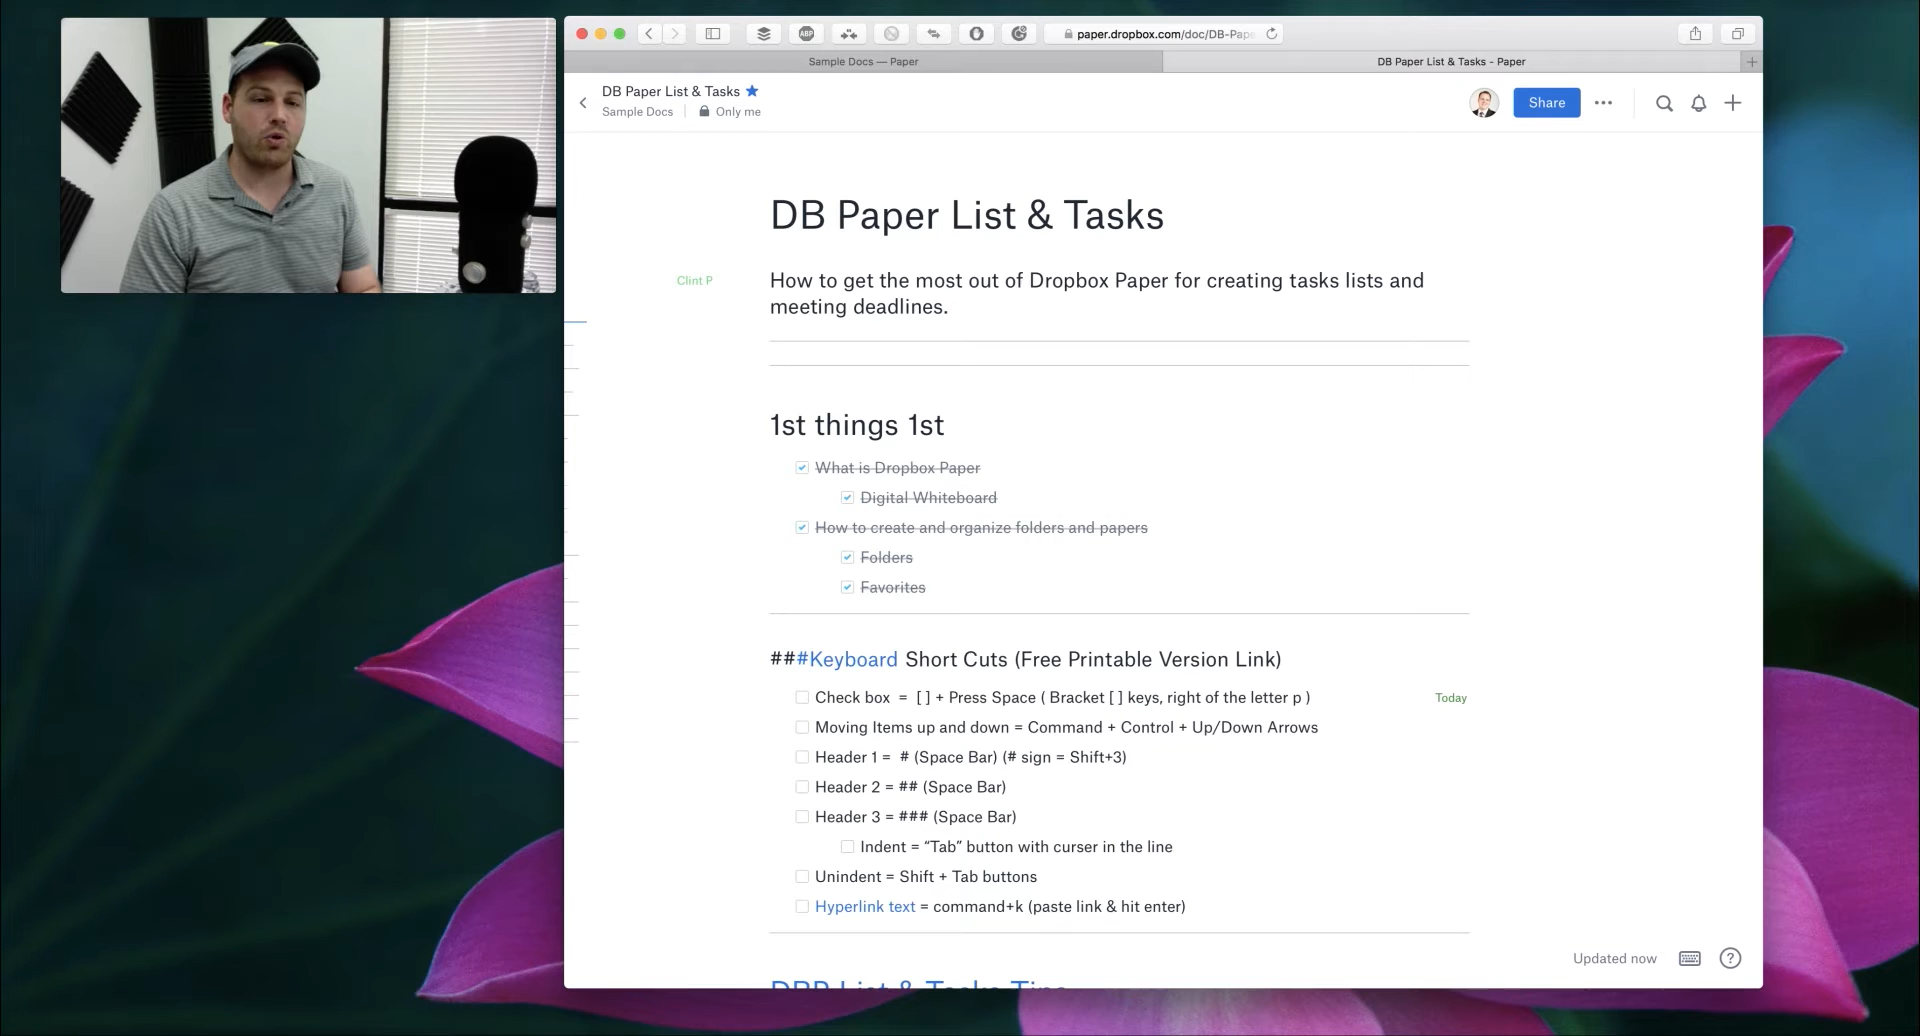 ABP
paper.dropbox.com/doc/DB-Pape
Sample Docs — Paper
DB Paper List & Tasks - Paper
DB Paper List & Tasks
Sample Docs
Only me
Share
DB Paper List & Tasks
Clint P
How to get the most out of Dropbox Paper for creating tasks lists and
meeting deadlines.
1st things 1st
What is Dropbox Paper
Digital Whiteboard
How to create and organize folders and papers
Folders
Favorites
###Keyboard Short Cuts (Free Printable Version Link)
Check box = [ ] + Press Space ( Bracket [ ] keys, right of the letter p )
Today
Moving Items up and down = Command + Control + Up/Down Arrows
Header 1 = # (Space Bar) (# sign = Shift+3)
Header 2 = ## (Space Bar)
Header 3 = ### (Space Bar)
Indent = “Tab” button with curser in the line
Unindent = Shift + Tab buttons
Hyperlink text = command+k (paste link & hit enter)
Updated now
DBP List & Tasks Tips